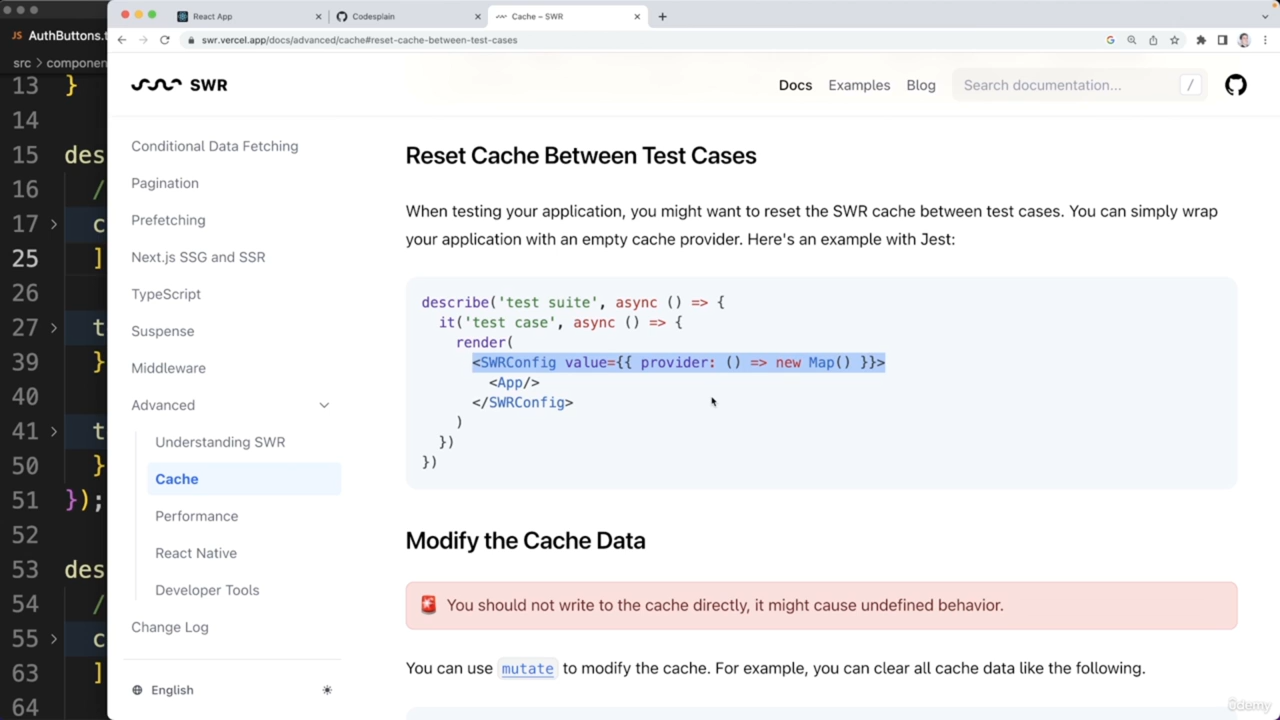 React App
Codesplain
Cache – SWR
JS AuthButtons.t
swr.vercel.app/docs/advanced/cache#reset-cache-between-test-cases
src > componen
SWR
Docs
Examples
Blog
Search documentation...
/
13 }
14
15 des
16 /
17 > c
25 ]
26
27 > t
39 }
40
41 > t
50 }
51 });
52
53 des
54 /
55 > c
63 ]
64
Conditional Data Fetching
Pagination
Prefetching
Next.js SSG and SSR
TypeScript
Suspense
Middleware
Advanced
Understanding SWR
Cache
Performance
React Native
Developer Tools
Change Log
English
Reset Cache Between Test Cases
When testing your application, you might want to reset the SWR cache between test cases. You can simply wrap
your application with an empty cache provider. Here's an example with Jest:
describe('test suite', async () => {
it('test case', async () => {
render(
<SWRConfig value={{ provider: () => new Map() }}>
<App/>
</SWRConfig>
)
})
})
Modify the Cache Data
🚨 You should not write to the cache directly, it might cause undefined behavior.
You can use mutate to modify the cache. For example, you can clear all cache data like the following.
ûdemy